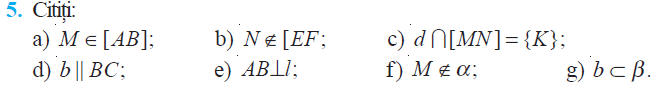 5. Citiți:
a) M ∈ [AB]; b) N ∉ [EF; c) d ⋂ [MN] = {K};
d) b || BC; e) AB⊥l; f) M ∉ α; g) b ⊂ β.